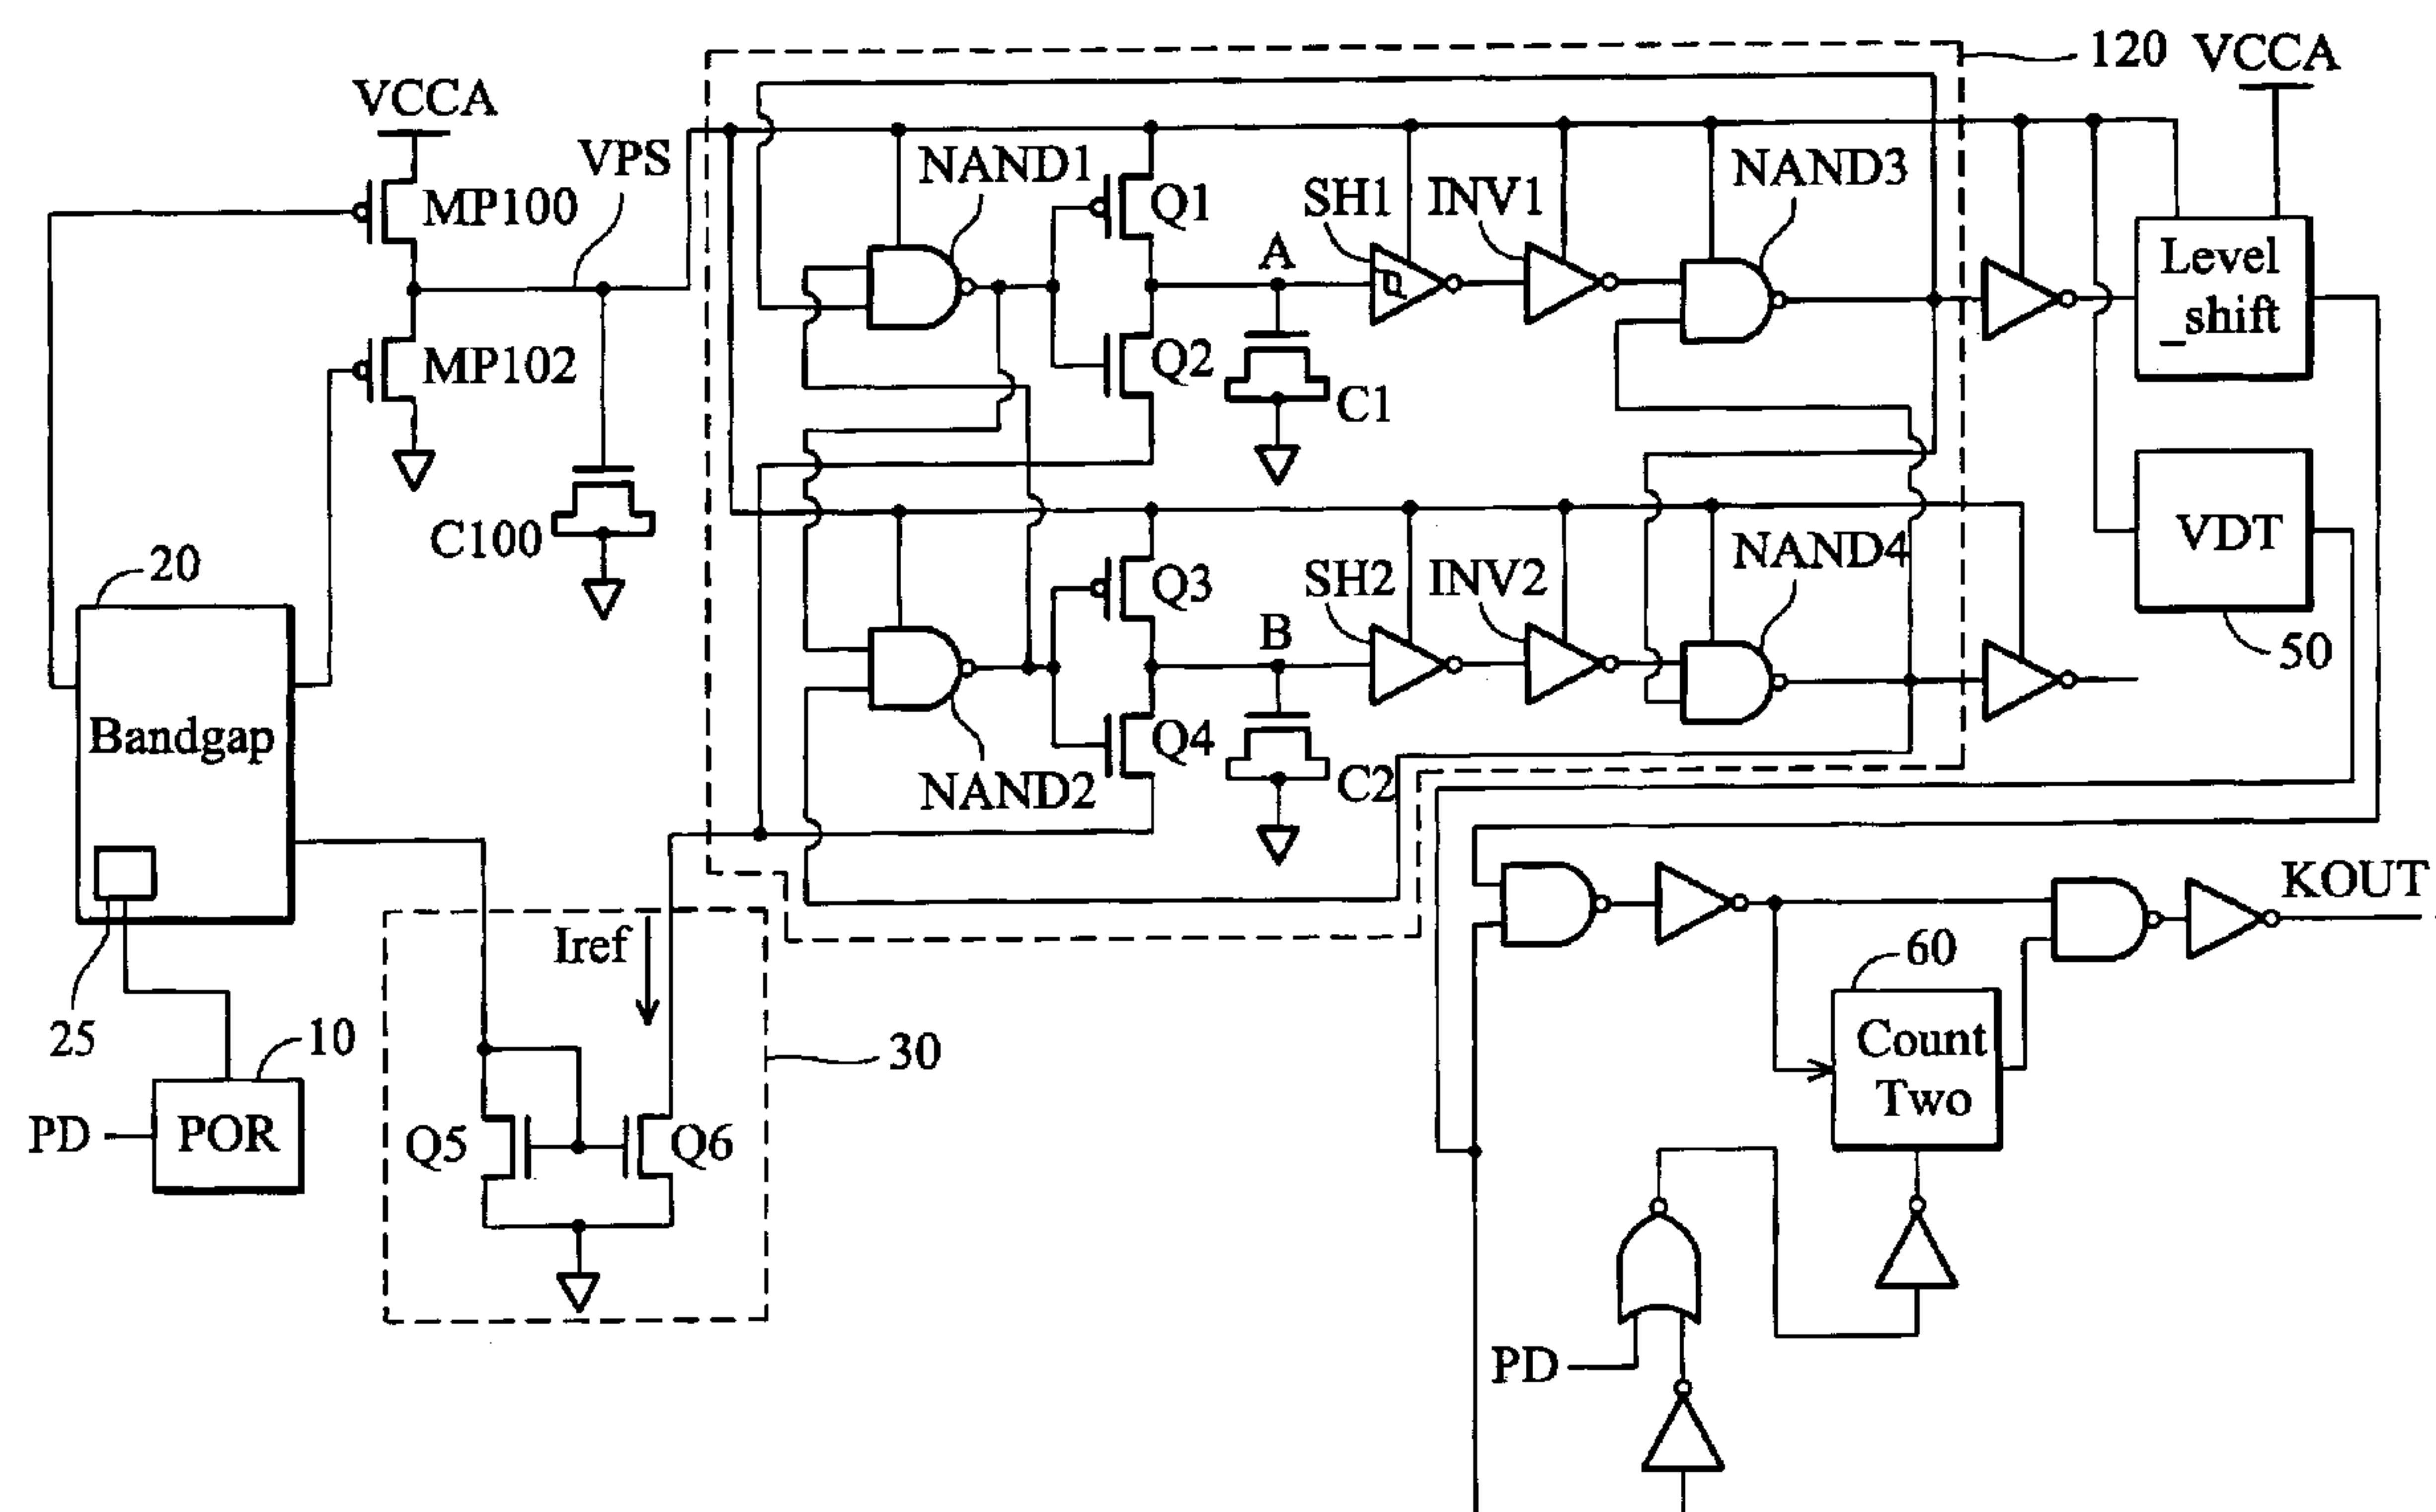 120
VCCA
VCCA
VPS
NAND1
NAND3
MP100
Q1
SH1
INV1
A
Level
_shift
MP102
Q2
C1
C100
VDT
20
Q3
SH2
INV2
NAND4
B
50
Bandgap
Q4
NAND2
C2
KOUT
Iref
60
25
10
30
Count
Two
PD
POR
Q5
Q6
PD